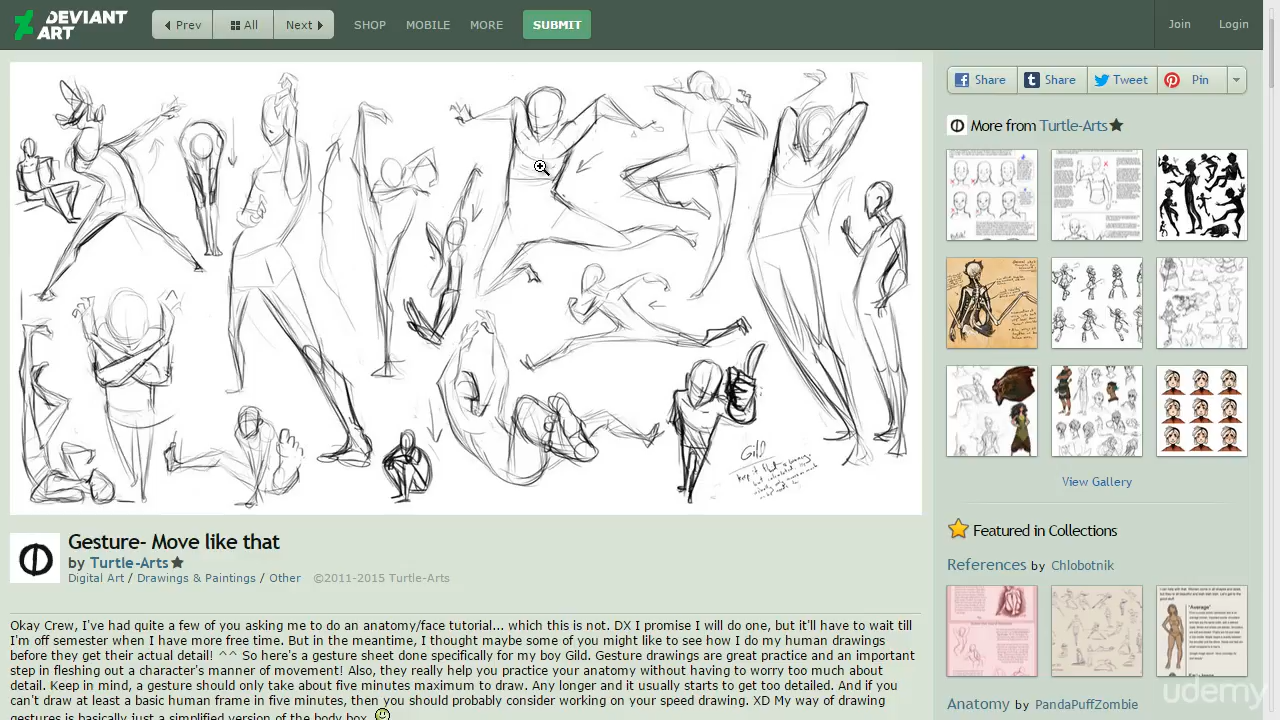 DEVIANT ART
Prev All Next SHOP MOBILE MORE SUBMIT Join Login
Share Share Tweet Pin
More from Turtle-Arts
Gild
View Gallery
Gesture- Move like that
by Turtle-Arts
Digital Art / Drawings & Paintings / Other ©2011-2015 Turtle-Arts
Featured in Collections
References by Chlobotnik
"Average"
Okay Crew, I've had quite a few of you asking me to do an anatomy/face tutorial. Well this is not. DX I promise I will do one, but it'll have to wait till
I'm off semester when I have more free time. But in the meantime I thought maybe some of you might like to see how I do my human drawings
before they get their actual detail! ^^ So here's a gesture sheet done specifically of my boy Gild. Gesture drawings are great practice and an important
step in fleshing out a character's manner of movement. Also, they really help you practice your anatomy without having to worry too much about
detail. Keep in mind, a gesture should only take about five minutes maximum to draw. Any longer and it usually starts to get too detailed. And if you
can't draw at least a basic human frame in five minutes, then you should probably consider working on your speed drawing. XD My way of drawing
gestures is basically just a simplified version of the body box.
Anatomy by PandaPuffZombie
udemy